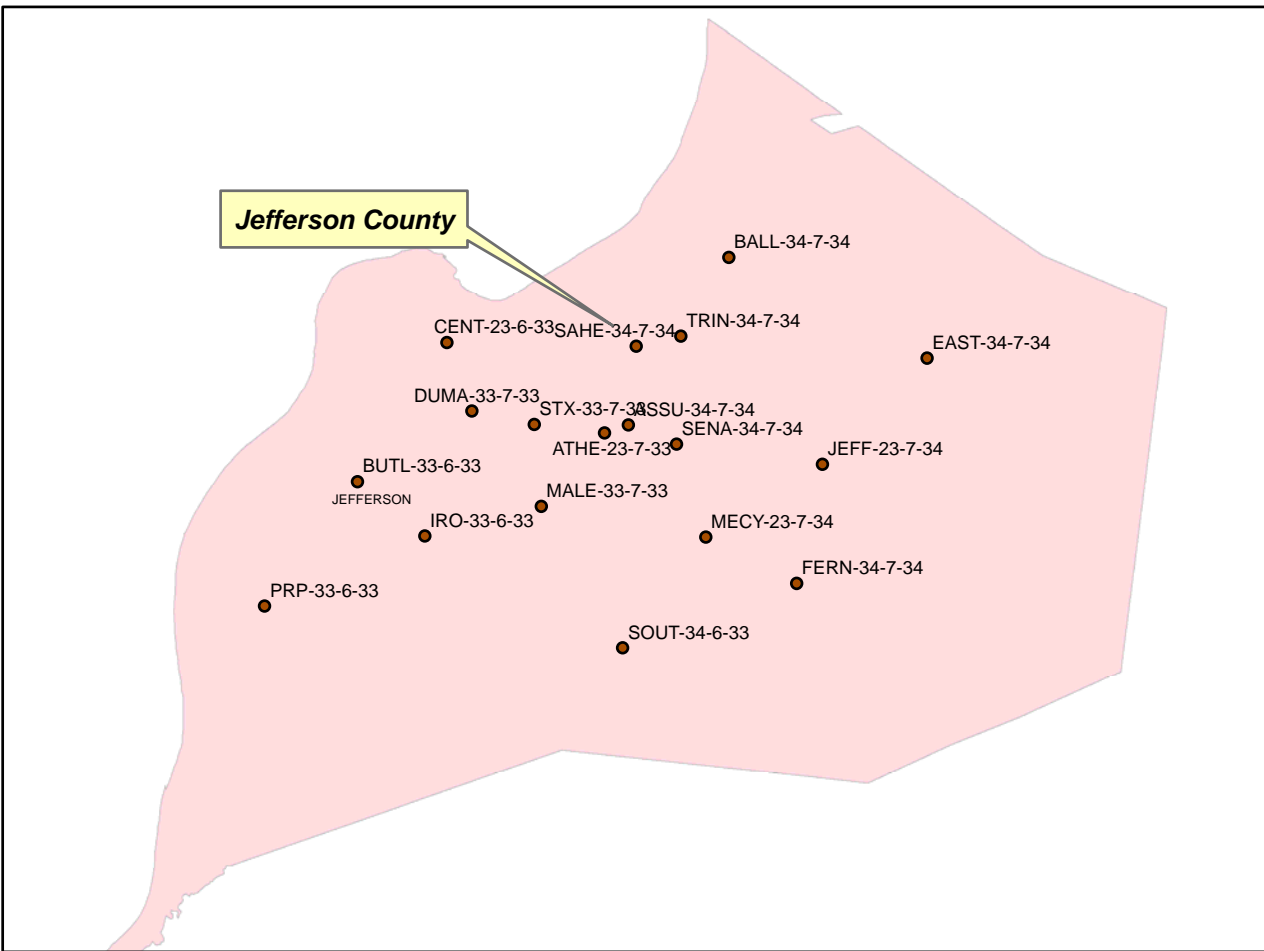 Jefferson County
BALL-34-7-34
TRIN-34-7-34
CENT-23-6-33
SAHE-34-7-34
EAST-34-7-34
DUMA-33-7-33
STX-33-7-33
ASSU-34-7-34
SENA-34-7-34
ATHE-23-7-33
JEFF-23-7-34
BUTL-33-6-33
JEFFERSON
MALE-33-7-33
IRO-33-6-33
MECY-23-7-34
FERN-34-7-34
PRP-33-6-33
SOUT-34-6-33